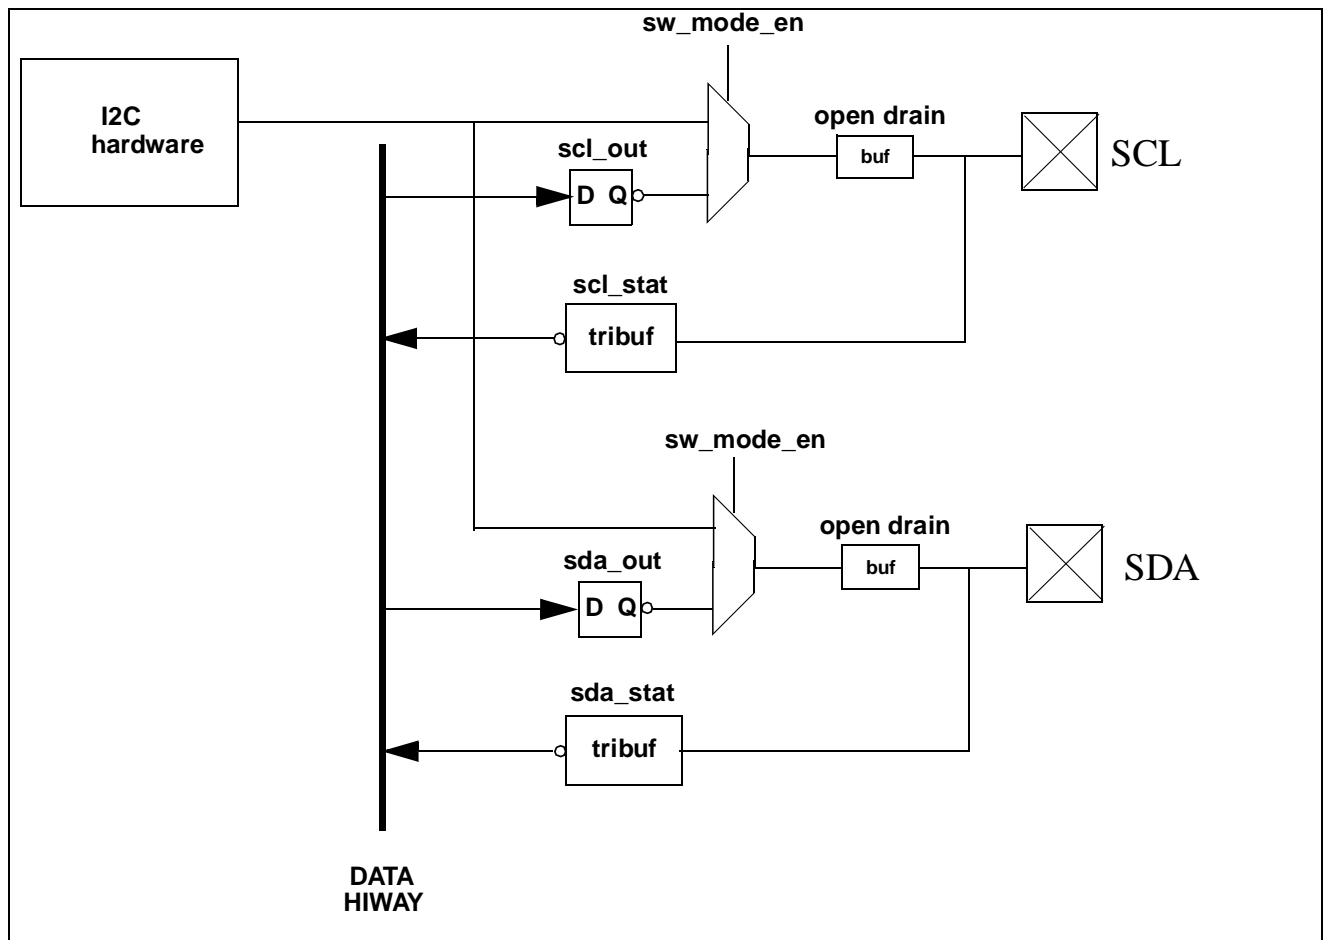 sw_mode_en
I2C
hardware
open drain
scl_out
buf
SCL
D Q
scl_stat
tribuf
sw_mode_en
open drain
sda_out
buf
SDA
D Q
sda_stat
tribuf
DATA
HIWAY